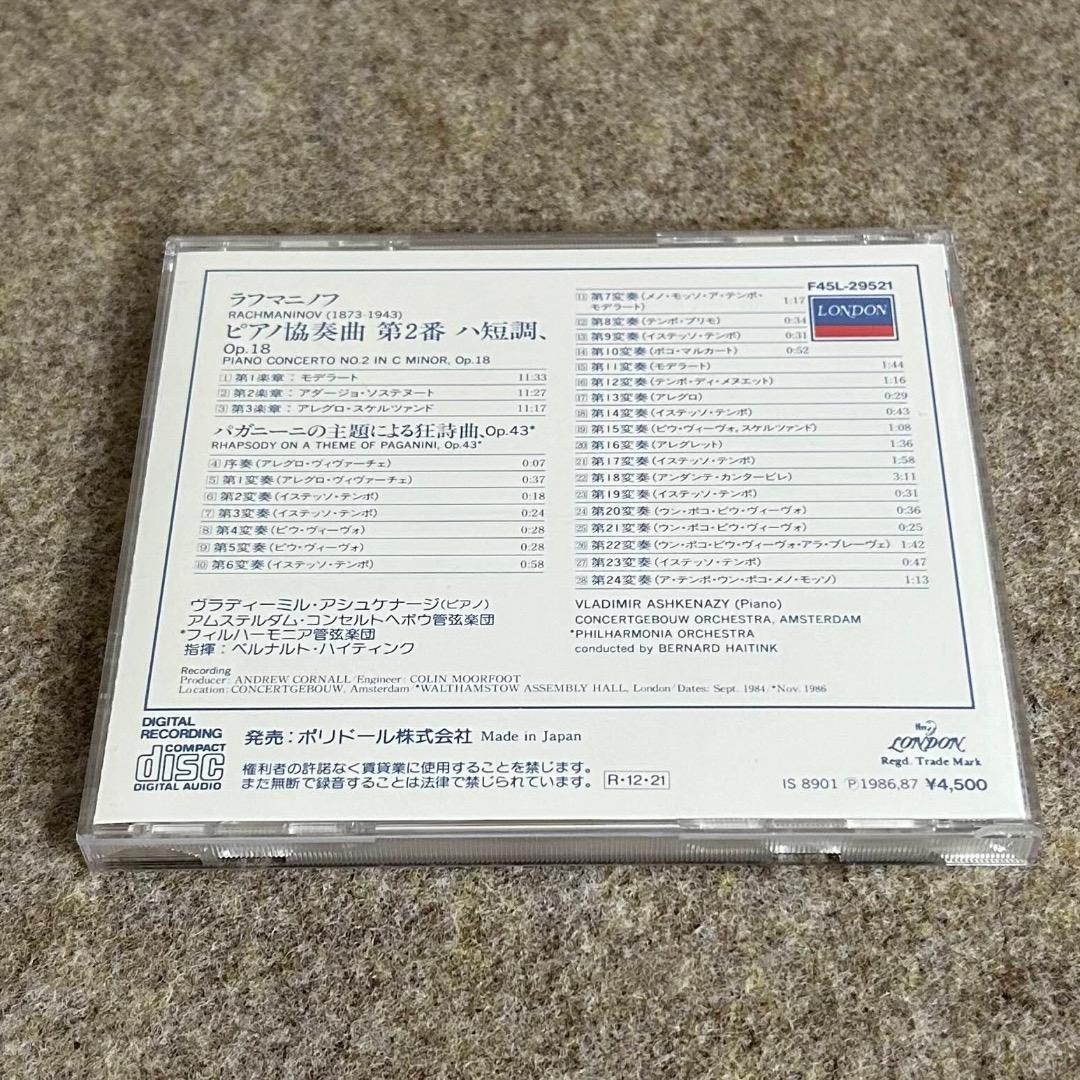 ラフマニノフ
RACHMANINOV (1873-1943)
ピアノ協奏曲 第2番 ハ短調、
Op.18
PIANO CONCERTO NO.2 IN C MINOR, Op.18
1 第1楽章：モデラート 11:33
2 第2楽章：アダージョ・ソステヌート 11:27
3 第3楽章：アレグロ・スケルツァンド 11:17
パガニーニの主題による狂詩曲、Op.43*
RHAPSODY ON A THEME OF PAGANINI, Op.43*
4 序奏(アレグロ・ヴィヴァーチェ) 0:07
5 第1変奏(アレグロ・ヴィヴァーチェ) 0:37
6 第2変奏(イステッソ・テンポ) 0:18
7 第3変奏(イステッソ・テンポ) 0:24
8 第4変奏(ピウ・ヴィーヴォ) 0:28
9 第5変奏(ピウ・ヴィーヴォ) 0:28
10 第6変奏(イステッソ・テンポ) 0:58
F45L-29521
LONDON
11 第7変奏(メノ・モッソ・ア・テンポ・
モデラート) 1:17
12 第8変奏(テンポ・プリモ) 0:34
13 第9変奏(イステッソ・テンポ) 0:31
14 第10変奏(ポコ・マルカート) 0:52
15 第11変奏(モデラート) 1:44
16 第12変奏(テンポ・ディ・メヌエット) 1:16
17 第13変奏(アレグロ) 0:29
18 第14変奏(イステッソ・テンポ) 0:43
19 第15変奏(ピウ・ヴィーヴォ, スケルツァンド) 1:08
20 第16変奏(アレグレット) 1:36
21 第17変奏(イステッソ・テンポ) 1:58
22 第18変奏(アンダンテ・カンタービレ) 3:11
23 第19変奏(イステッソ・テンポ) 0:31
24 第20変奏(ウン・ポコ・ピウ・ヴィーヴォ) 0:36
25 第21変奏(ウン・ポコ・ピウ・ヴィーヴォ) 0:25
26 第22変奏(ウン・ポコ・ピウ・ヴィーヴォ・アラ・ブレーヴェ) 1:42
27 第23変奏(イステッソ・テンポ) 0:47
28 第24変奏(ア・テンポ・ウン・ポコ・メノ・モッソ) 1:13
ヴラディーミル・アシュケナージ(ピアノ)
アムステルダム・コンセルトヘボウ管弦楽団
*フィルハーモニア管弦楽団
指揮：ベルナルト・ハイティンク
VLADIMIR ASHKENAZY (Piano)
CONCERTGEBOUW ORCHESTRA, AMSTERDAM
*PHILHARMONIA ORCHESTRA
conducted by BERNARD HAITINK
Recording
Producer: ANDREW CORNALL/Engineer: COLIN MOORFOOT
Location: CONCERTGEBOUW, Amsterdam/*WALTHAMSTOW ASSEMBLY HALL, London/Dates: Sept. 1984/*Nov. 1986
DIGITAL
RECORDING
COMPACT
disc
DIGITAL AUDIO
発売：ポリドール株式会社 Made in Japan
権利者の許諾なく賃貸業に使用することを禁じます。
また無断で録音することは法律で禁じられています。 R・12・21
LONDON
Regd. Trade Mark
IS 8901 Ⓟ1986,87 ¥4,500